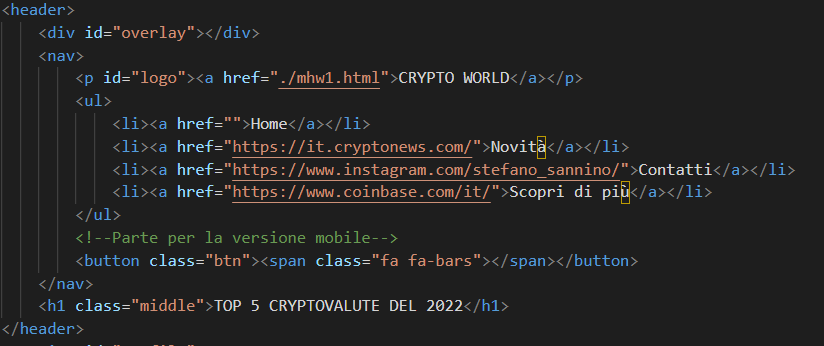 <header>
<div id="overlay"></div>
<nav>
<p id="logo"><a href="./mhw1.html">CRYPTO WORLD</a></p>
<ul>
<li><a href="">Home</a></li>
<li><a href="https://it.cryptonews.com/">Novità</a></li>
<li><a href="https://www.instagram.com/stefano_sannino/">Contatti</a></li>
<li><a href="https://www.coinbase.com/it/">Scopri di più</a></li>
</ul>
<!--Parte per la versione mobile-->
<button class="btn"><span class="fa fa-bars"></span></button>
</nav>
<h1 class="middle">TOP 5 CRYPTOVALUTE DEL 2022</h1>
</header>